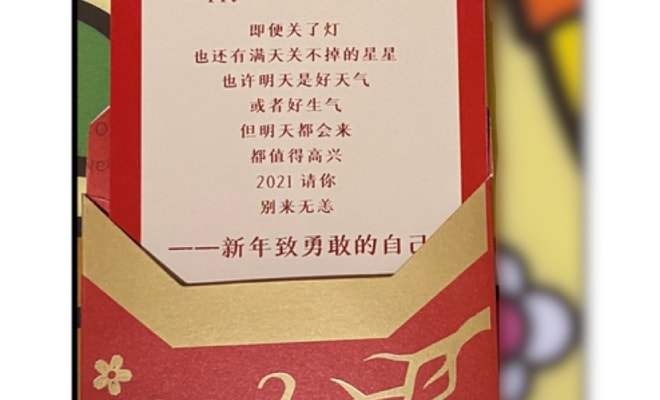 即便关了灯
也还有满天关不掉的星星
也许明天是好天气
或者好生气
但明天都会来
都值得高兴
2021 请你
别来无恙
——新年致勇敢的自己